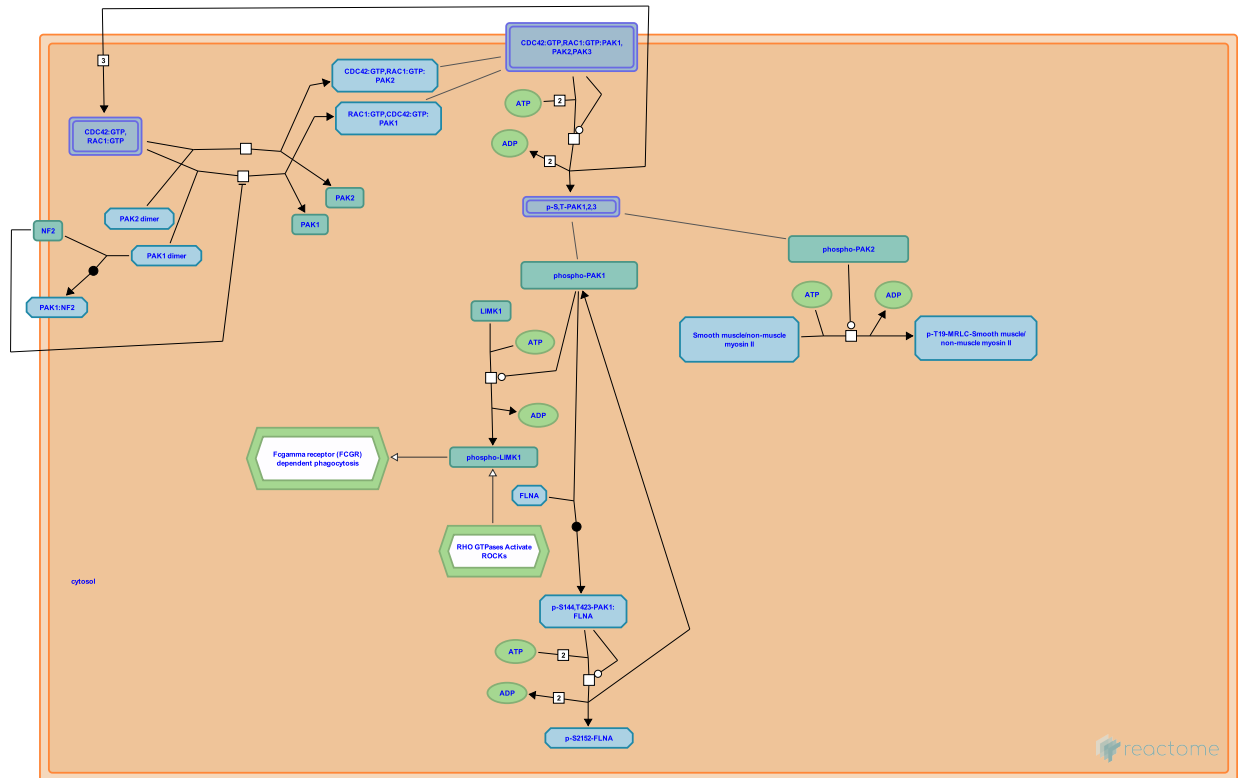 CDC42:GTP,RAC1:GTP:PAK1,
PAK2,PAK3
3
CDC42:GTP,RAC1:GTP:
PAK2
ATP
2
RAC1:GTP,CDC42:GTP:
PAK1
CDC42:GTP,
RAC1:GTP
ADP
2
PAK2
p-S,T-PAK1,2,3
PAK2 dimer
PAK1
NF2
PAK1 dimer
phospho-PAK2
phospho-PAK1
PAK1:NF2
ATP
ADP
LIMK1
Smooth muscle/non-muscle
myosin II
p-T19-MRLC-Smooth muscle/
non-muscle myosin II
ATP
ADP
Fcgamma receptor (FCGR)
dependent phagocytosis
phospho-LIMK1
FLNA
RHO GTPases Activate
ROCKs
cytosol
p-S144,T423-PAK1:
FLNA
ATP
2
ADP
2
p-S2152-FLNA
reactome